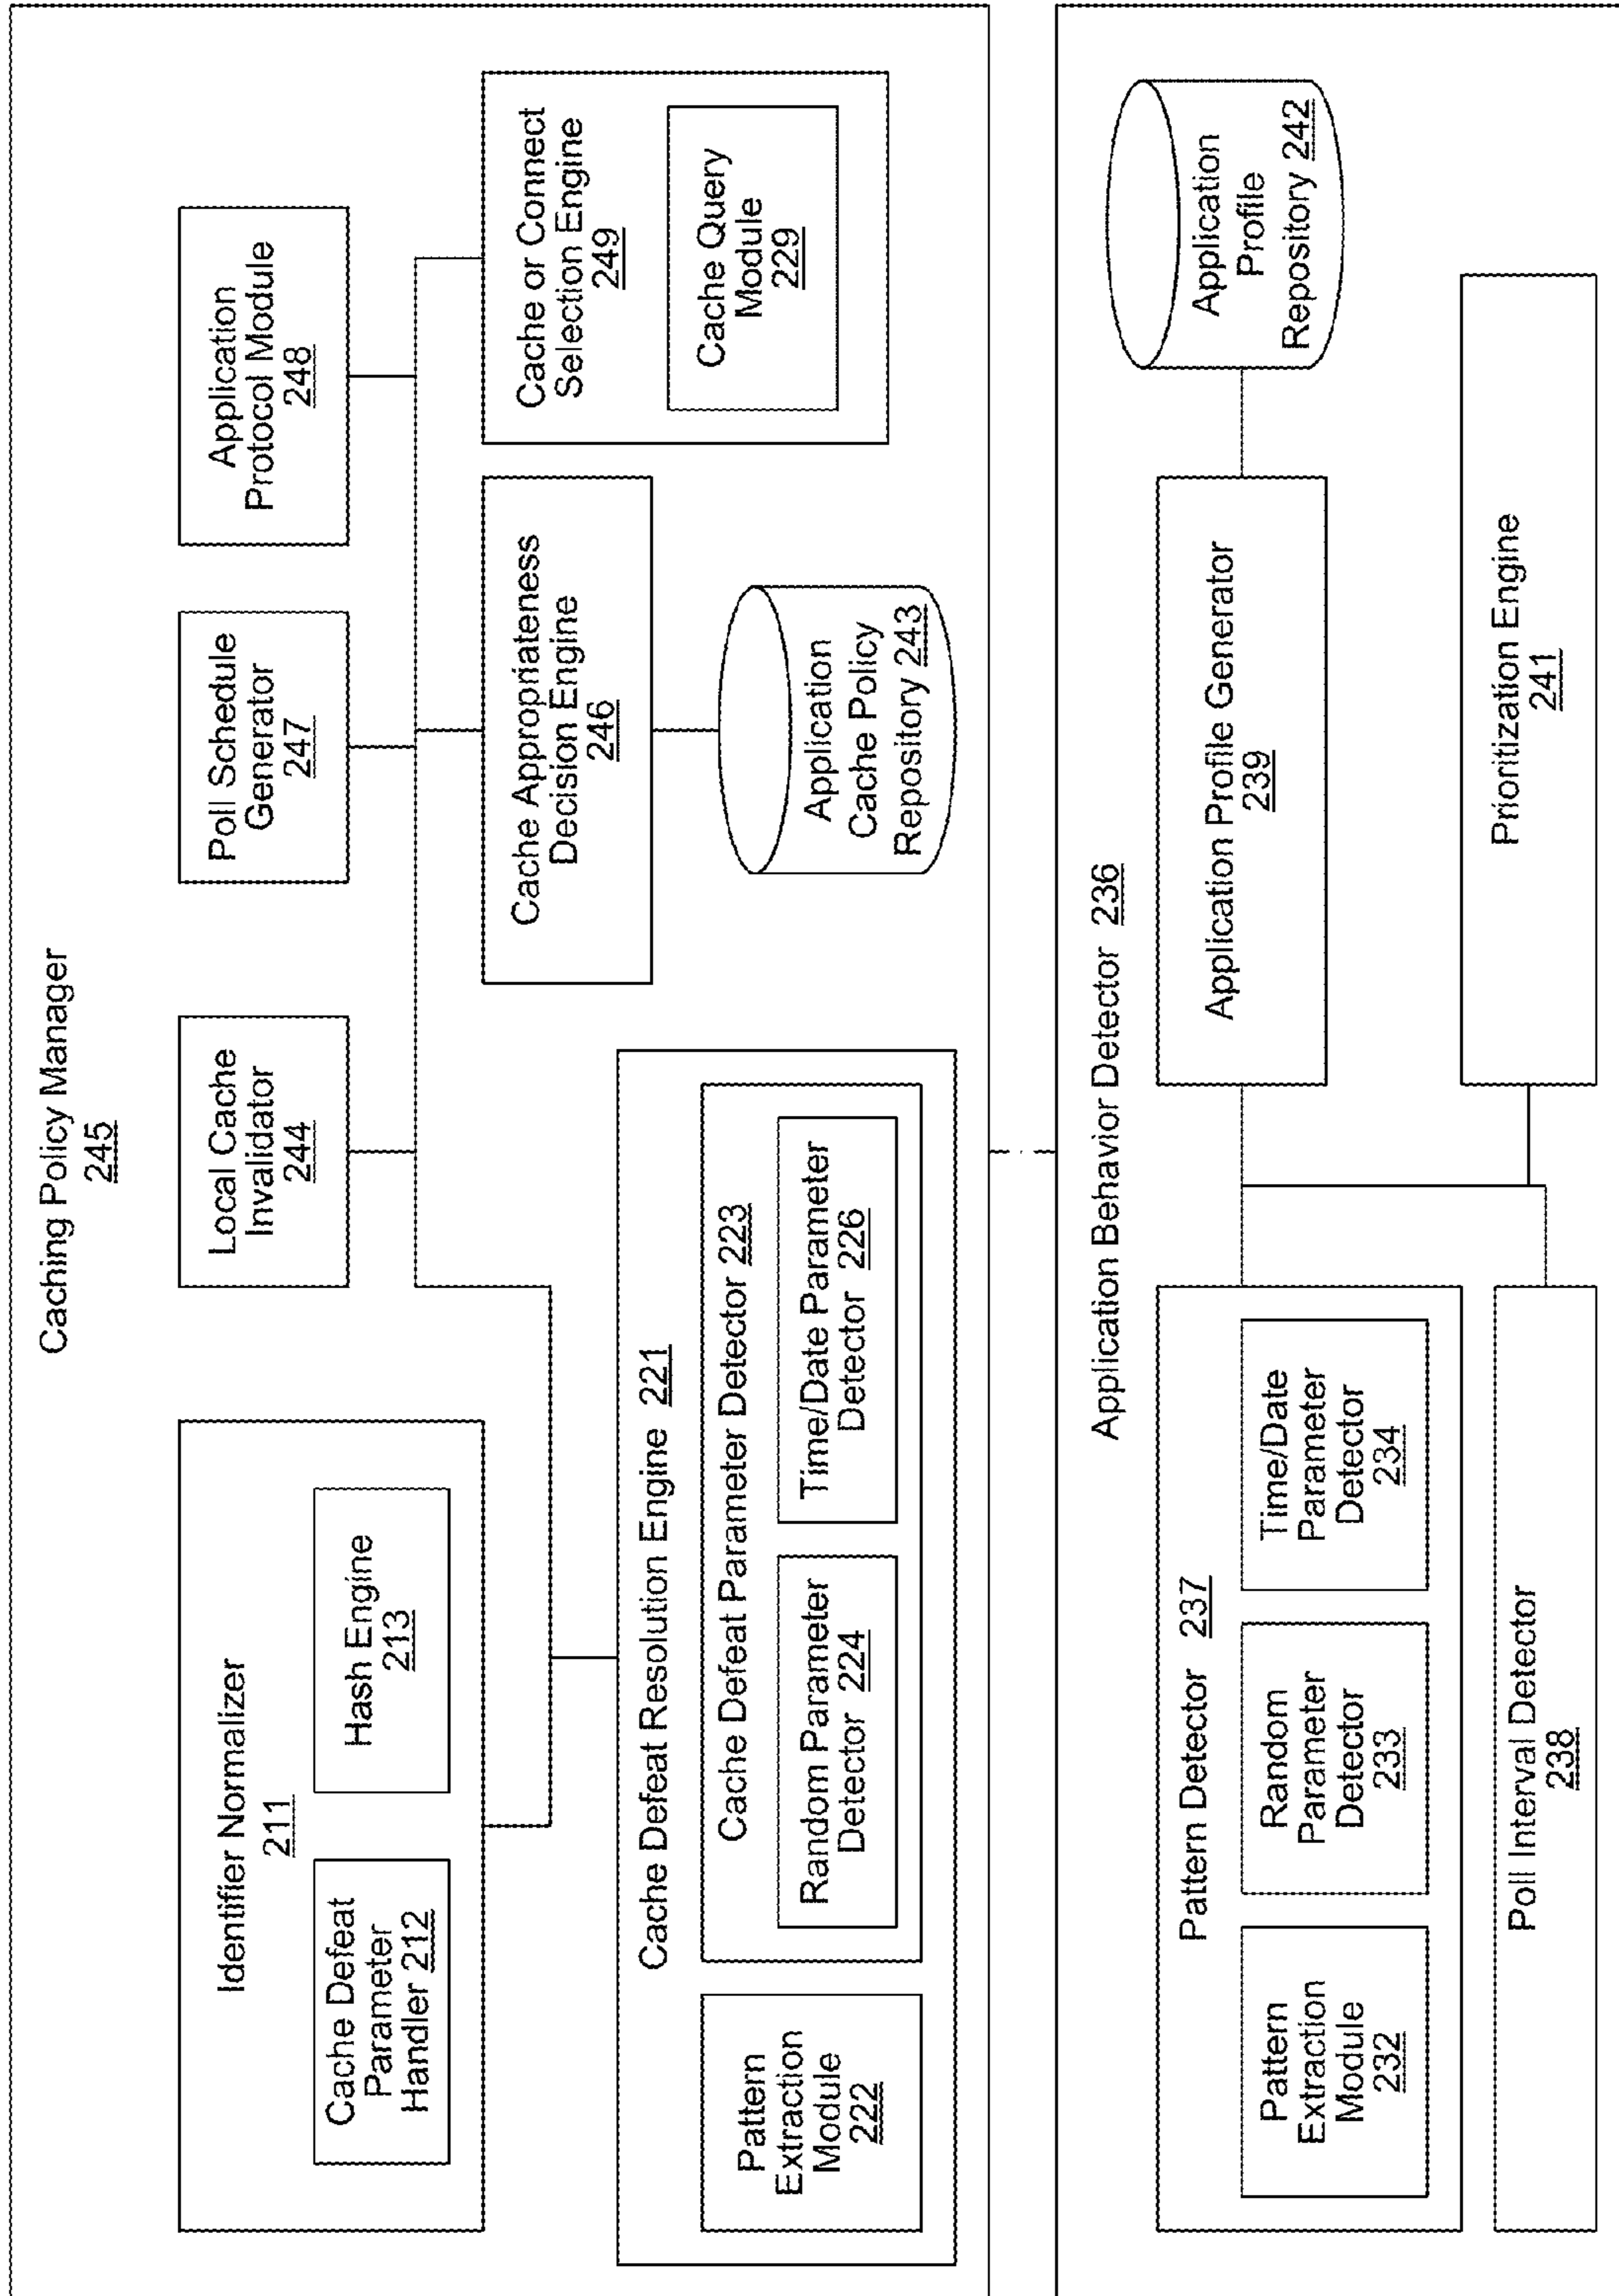 Caching Policy Manager
245
Identifier Normalizer
211
Cache Defeat
Parameter
Handler 212
Hash Engine
213
Local Cache
Invalidator
244
Poll Schedule
Generator
247
Application
Protocol Module
248
Cache Defeat Resolution Engine 221
Pattern
Extraction
Module
222
Cache Defeat Parameter Detector 223
Random Parameter
Detector 224
Time/Date Parameter
Detector 226
Cache Appropriateness
Decision Engine
246
Application
Cache Policy
Repository 243
Cache or Connect
Selection Engine
249
Cache Query
Module
229
Application Behavior Detector 236
Pattern Detector 237
Pattern
Extraction
Module
232
Random
Parameter
Detector
233
Time/Date
Parameter
Detector
234
Poll Interval Detector
238
Application Profile Generator
239
Application
Profile
Repository 242
Prioritization Engine
241